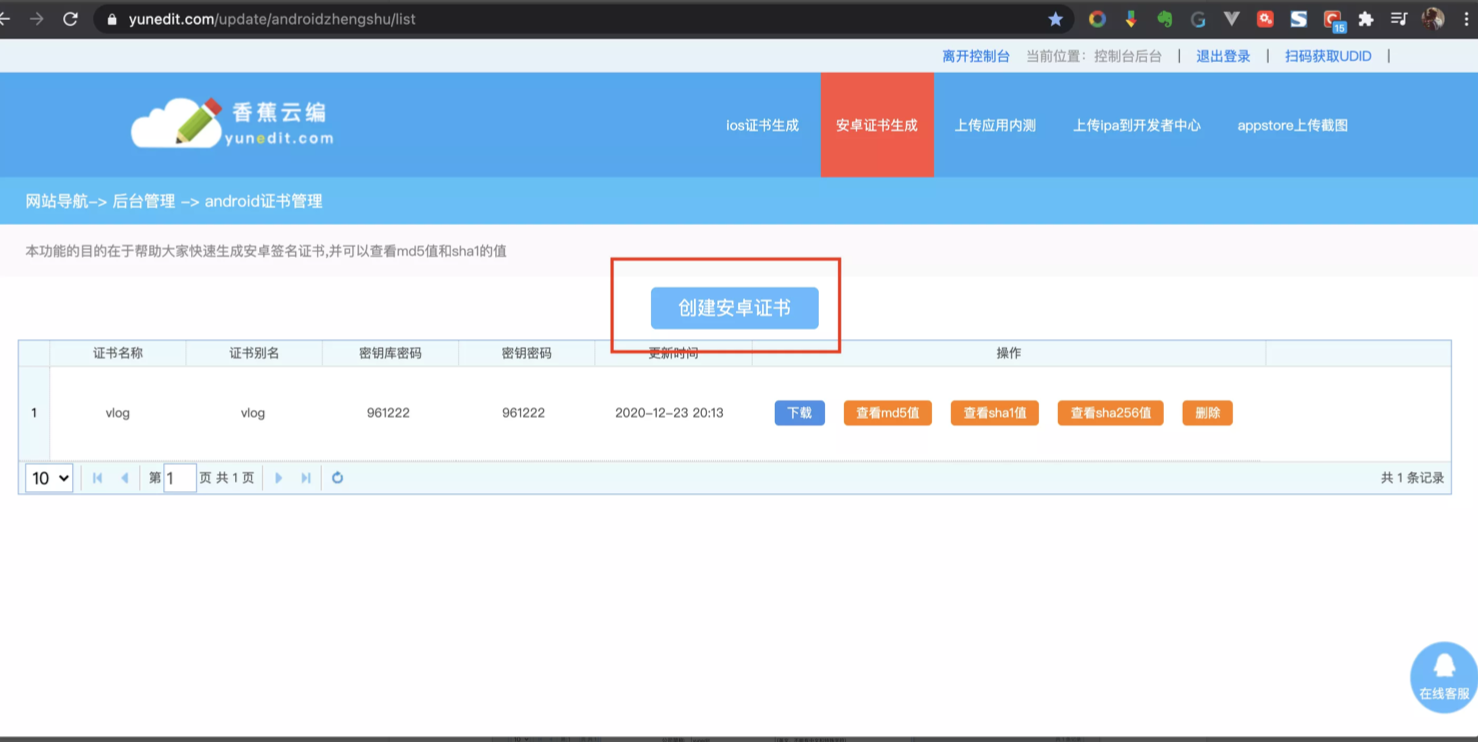 yunedit.com/update/androidzhengshu/list
15
离开控制台 当前位置：控制台后台 | 退出登录 | 扫码获取UDID |
香蕉云编
yunedit.com
ios证书生成 安卓证书生成 上传应用内测 上传ipa到开发者中心 appstore上传截图
网站导航-> 后台管理 -> android证书管理
本功能的目的在于帮助大家快速生成安卓签名证书,并可以查看md5值和sha1的值
创建安卓证书
证书名称 证书别名 密钥库密码 密钥密码 更新时间 操作
1 vlog vlog 961222 961222 2020-12-23 20:13 下载 查看md5值 查看sha1值 查看sha256值 删除
10 第 1 页 共 1 页 共 1 条记录
在线客服